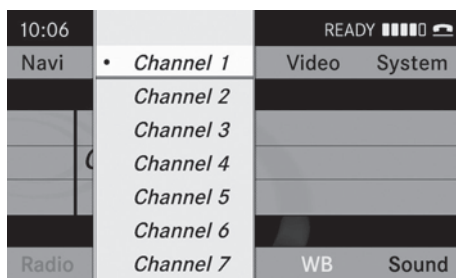 10:06 READY
Navi • Channel 1 Video System
Channel 2
Channel 3
Channel 4
Channel 5
Channel 6
Radio Channel 7 WB Sound